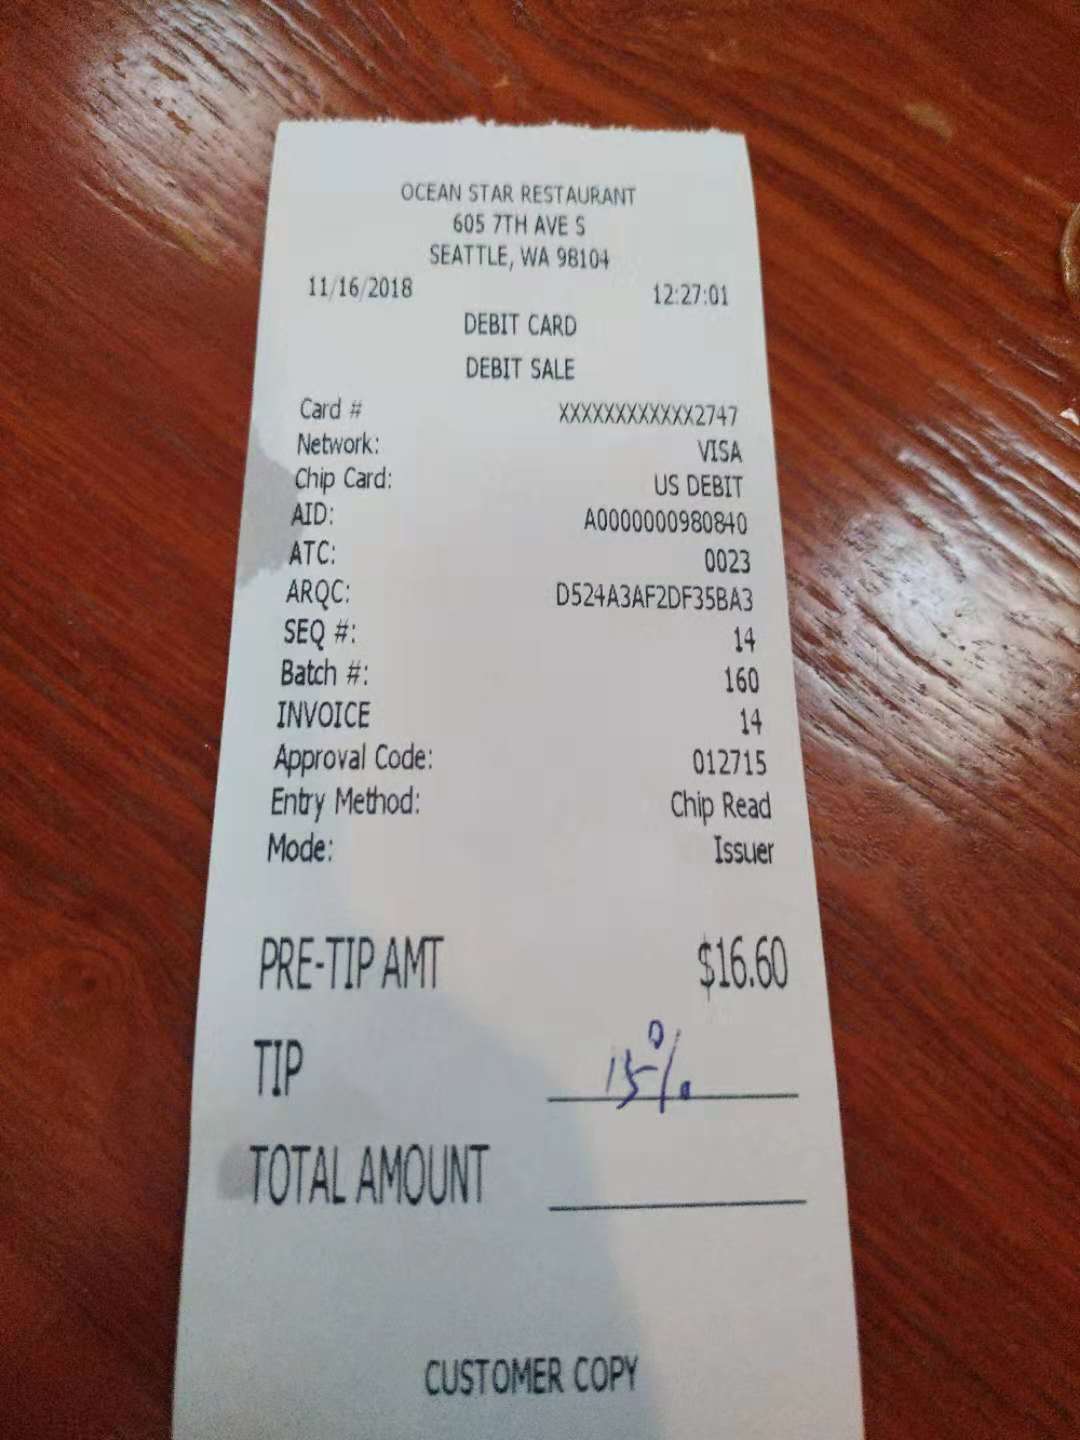 OCEAN STAR RESTAURANT
605 7TH AVE S
SEATTLE, WA 98104
11/16/2018 12:27:01
DEBIT CARD
DEBIT SALE
Card # XXXXXXXXXXXX2747
Network: VISA
Chip Card: US DEBIT
AID: A0000000980840
ATC: 0023
ARQC: D524A3AF2DF35BA3
SEQ #: 14
Batch #: 160
INVOICE 14
Approval Code: 012715
Entry Method: Chip Read
Mode: Issuer
PRE-TIP AMT $16.60
TIP 15%
TOTAL AMOUNT
CUSTOMER COPY